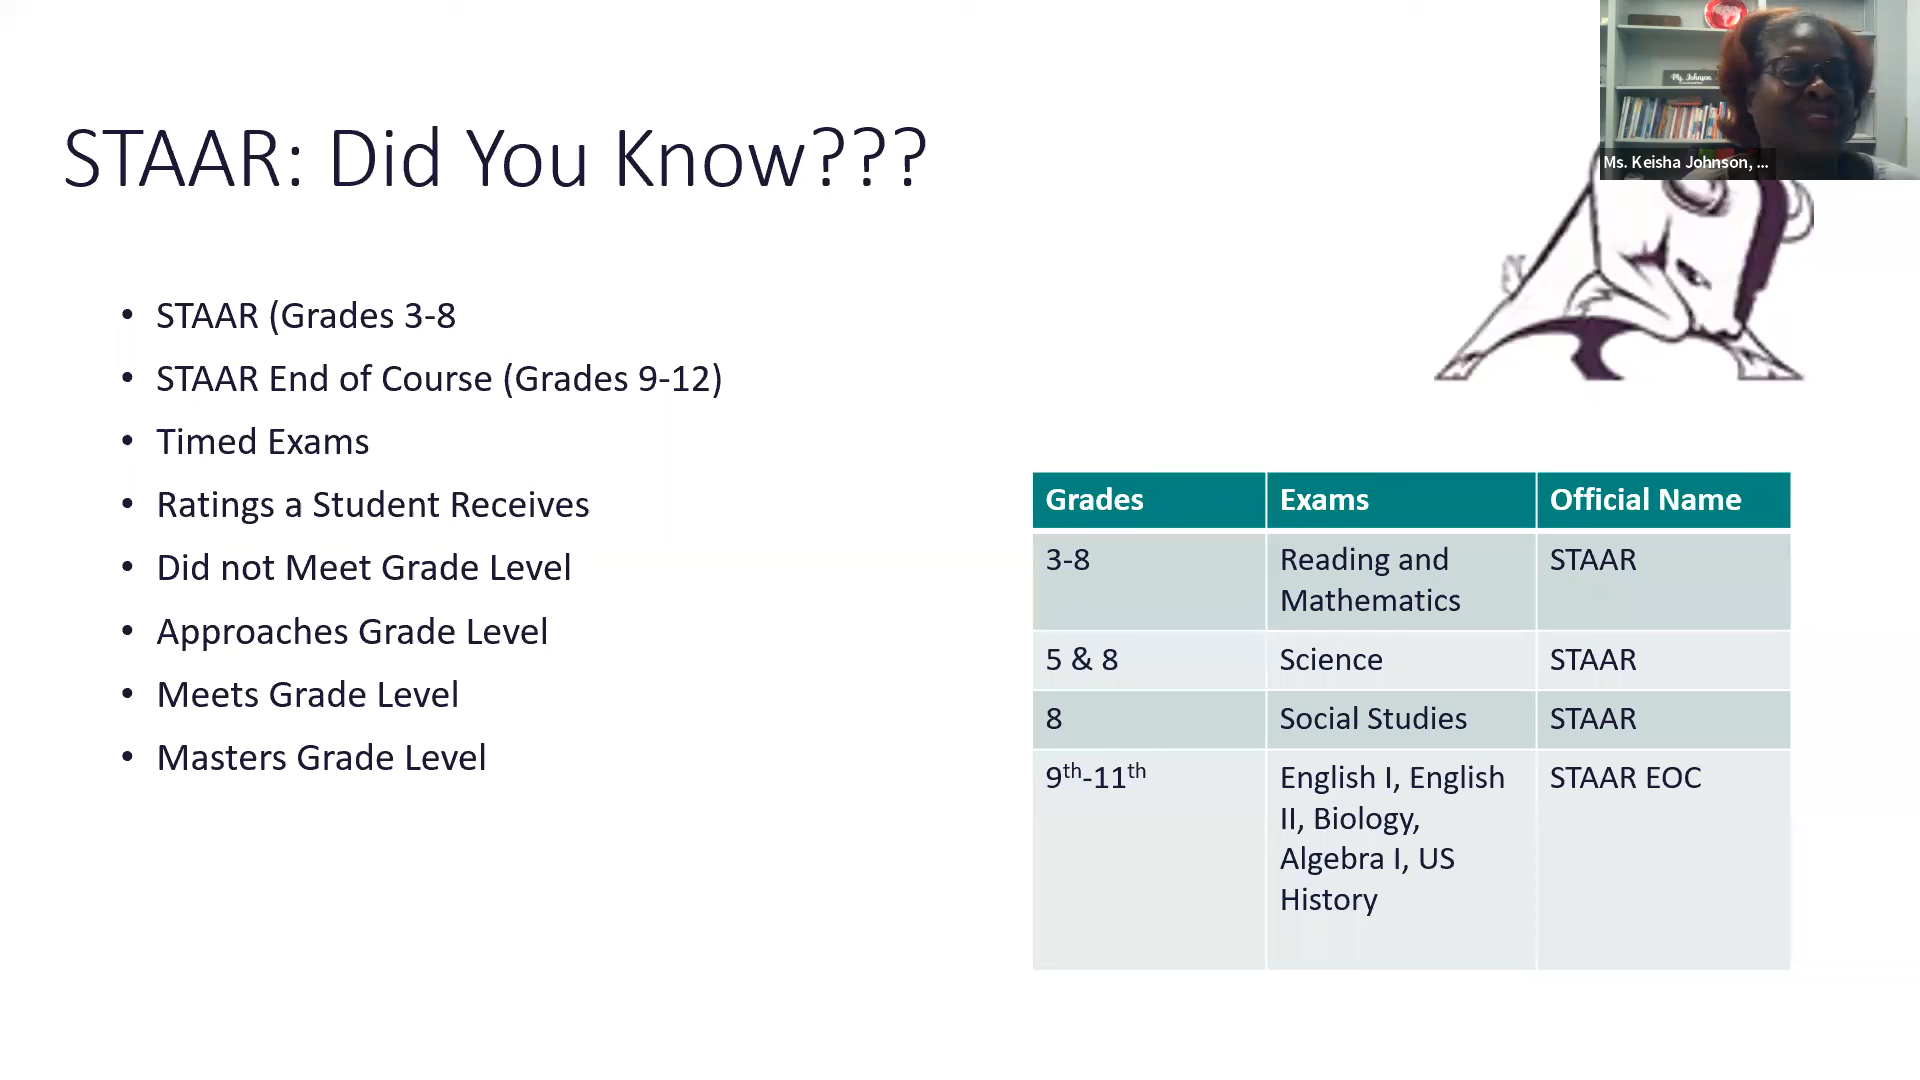 STAAR: Did You Know???
Ms. Johnson
Ms. Keisha Johnson, ...
• STAAR (Grades 3-8
• STAAR End of Course (Grades 9-12)
• Timed Exams
• Ratings a Student Receives
• Did not Meet Grade Level
• Approaches Grade Level
• Meets Grade Level
• Masters Grade Level
Grades Exams Official Name
3-8 Reading and STAAR
Mathematics
5 & 8 Science STAAR
8 Social Studies STAAR
9th-11th English I, English STAAR EOC
II, Biology,
Algebra I, US
History